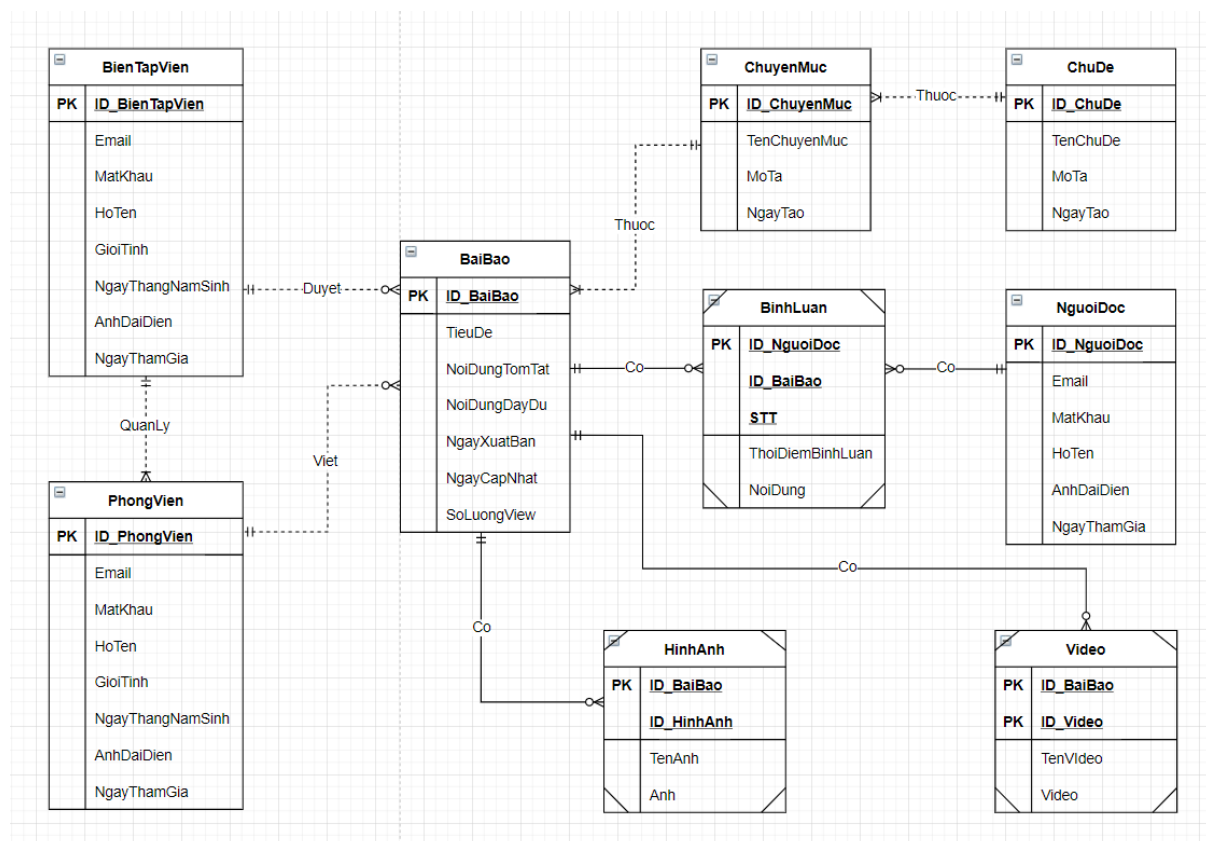 BienTapVien
PK ID_BienTapVien
Email
MatKhau
HoTen
GioiTinh
NgayThangNamSinh
AnhDaiDien
NgayThamGia
QuanLy
PhongVien
PK ID_PhongVien
Email
MatKhau
HoTen
GioiTinh
NgayThangNamSinh
AnhDaiDien
NgayThamGia
Duyet
Viet
BaiBao
PK ID_BaiBao
TieuDe
NoiDungTomTat
NoiDungDayDu
NgayXuatBan
NgayCapNhat
SoLuongView
Thuoc
ChuyenMuc
PK ID_ChuyenMuc
TenChuyenMuc
MoTa
NgayTao
Thuoc
ChuDe
PK ID_ChuDe
TenChuDe
MoTa
NgayTao
Co
BinhLuan
PK ID_NguoiDoc
ID_BaiBao
STT
ThoiDiemBinhLuan
NoiDung
Co
NguoiDoc
PK ID_NguoiDoc
Email
MatKhau
HoTen
AnhDaiDien
NgayThamGia
Co
Co
HinhAnh
PK ID_BaiBao
ID_HinhAnh
TenAnh
Anh
Video
PK ID_BaiBao
PK ID_Video
TenVIdeo
Video